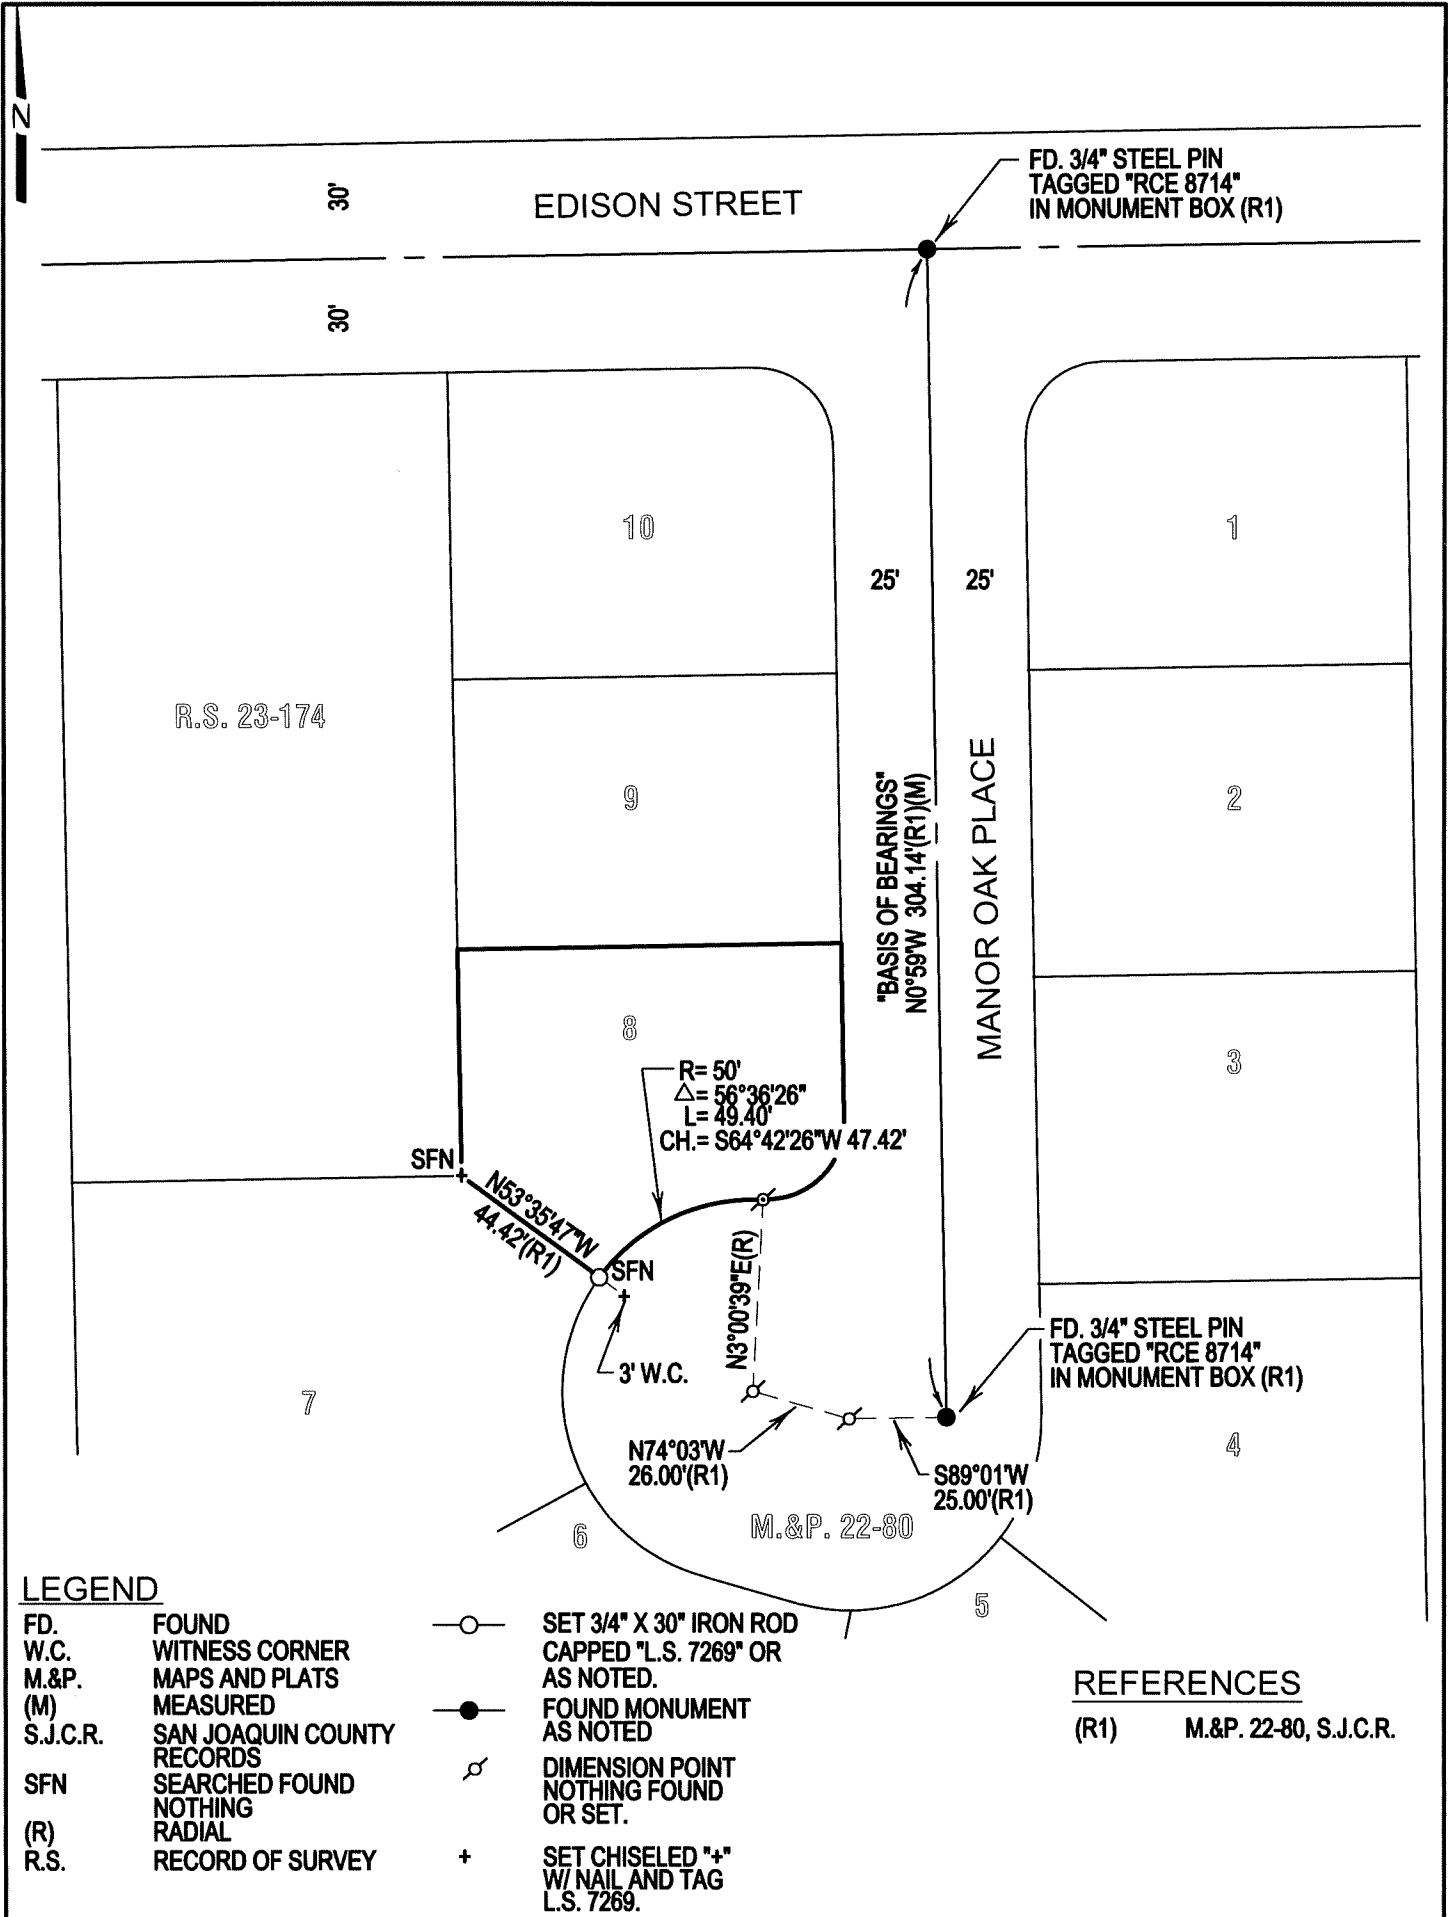 N
FD. 3/4" STEEL PIN
TAGGED "RCE 8714"
IN MONUMENT BOX (R1)
30'
EDISON STREET
30'
10
1
25'
25'
R.S. 23-174
9
2
"BASIS OF BEARINGS"
N0°59'W 304.14'(R1)(M)
MANOR OAK PLACE
8
3
R= 50'
△= 56°36'26"
L= 49.40'
CH.= S64°42'26"W 47.42'
SFN
N53°35'47"W
44.42'(R1)
SFN
N3°00'39"E(R)
3' W.C.
FD. 3/4" STEEL PIN
TAGGED "RCE 8714"
IN MONUMENT BOX (R1)
7
4
N74°03'W
26.00'(R1)
S89°01'W
25.00'(R1)
M.&P. 22-80
6
5
LEGEND
FD. FOUND
W.C. WITNESS CORNER
M.&P. MAPS AND PLATS
(M) MEASURED
S.J.C.R. SAN JOAQUIN COUNTY
RECORDS
SFN SEARCHED FOUND
NOTHING
(R) RADIAL
R.S. RECORD OF SURVEY
SET 3/4" X 30" IRON ROD
CAPPED "L.S. 7269" OR
AS NOTED.
FOUND MONUMENT
AS NOTED
DIMENSION POINT
NOTHING FOUND
OR SET.
+ SET CHISELED "+"
W/ NAIL AND TAG
L.S. 7269.
REFERENCES
(R1) M.&P. 22-80, S.J.C.R.